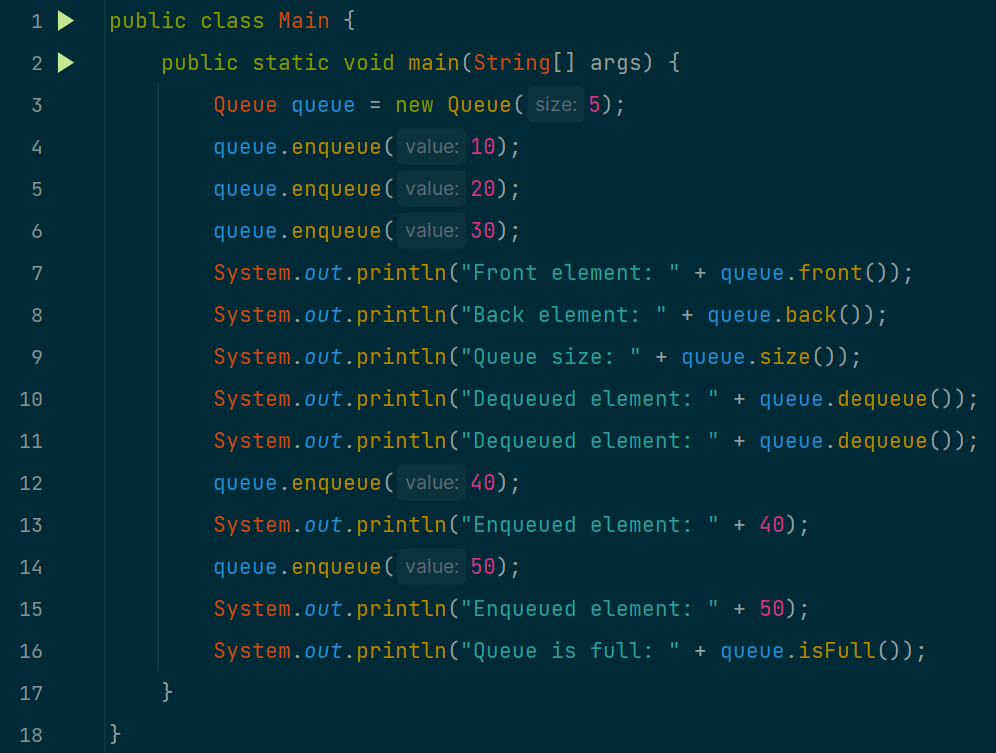 1 public class Main {
2 public static void main(String[] args) {
3 Queue queue = new Queue( size: 5);
4 queue.enqueue( value: 10);
5 queue.enqueue( value: 20);
6 queue.enqueue( value: 30);
7 System.out.println("Front element: " + queue.front());
8 System.out.println("Back element: " + queue.back());
9 System.out.println("Queue size: " + queue.size());
10 System.out.println("Dequeued element: " + queue.dequeue());
11 System.out.println("Dequeued element: " + queue.dequeue());
12 queue.enqueue( value: 40);
13 System.out.println("Enqueued element: " + 40);
14 queue.enqueue( value: 50);
15 System.out.println("Enqueued element: " + 50);
16 System.out.println("Queue is full: " + queue.isFull());
17 }
18 }